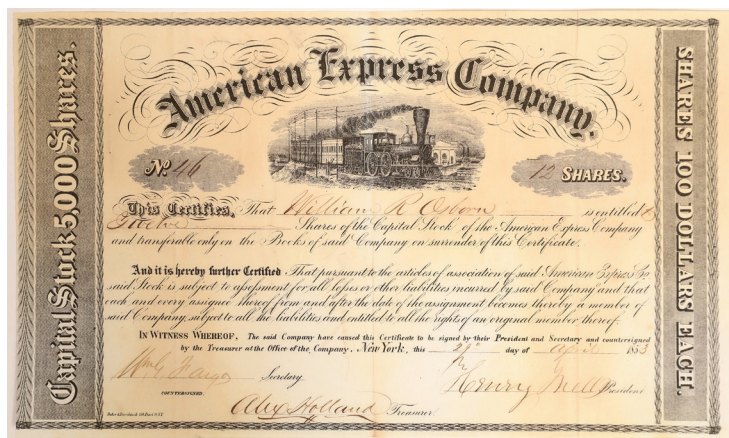 American Express Company.
Capital Stock 5,000 Shares.
SHARES 100 DOLLARS EACH.
No. 46
12 SHARES.
This Certifies, That William R Osborn is entitled to
Twelve Shares of the Capital Stock of the American Express Company
and transferable only on the Books of said Company on surrender of this Certificate.
And it is hereby further Certified That pursuant to the articles of association of said American Express Co.
said Stock is subject to assessment for all losses or other liabilities incurred by said Company and that
each and every assignee thereof from and after the date of the assignment becomes thereby a member of
said Company, subject to all the liabilities and entitled to all the rights of an original member thereof.
IN WITNESS WHEREOF, The said Company have caused this Certificate to be signed by their President and Secretary and countersigned
by the Treasurer at the Office of the Company, New York, this day of April 1853
Wm G Fargo Secretary
Henry Wells President
COUNTERSIGNED.
Alex Holland Treasurer